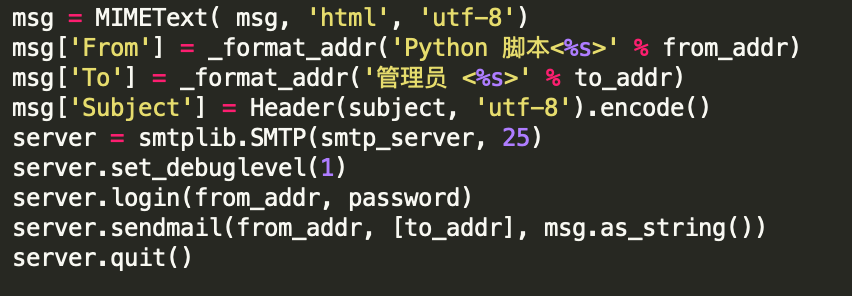 msg = MIMEText( msg, 'html', 'utf-8')
msg['From'] = _format_addr('Python 脚本<%s>' % from_addr)
msg['To'] = _format_addr('管理员 <%s>' % to_addr)
msg['Subject'] = Header(subject, 'utf-8').encode()
server = smtplib.SMTP(smtp_server, 25)
server.set_debuglevel(1)
server.login(from_addr, password)
server.sendmail(from_addr, [to_addr], msg.as_string())
server.quit()